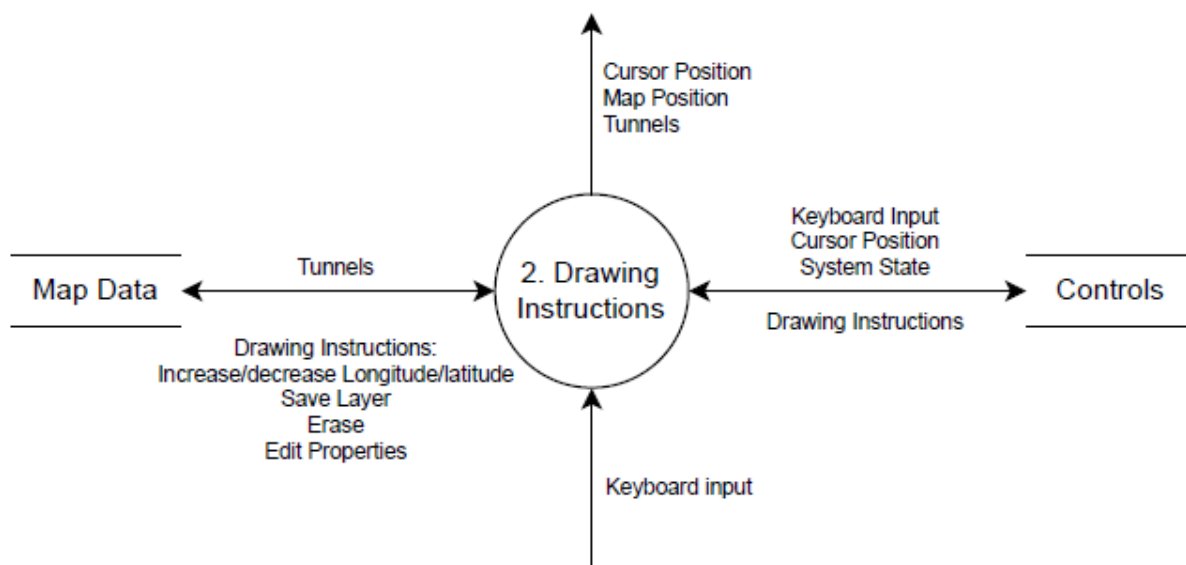 Cursor Position
Map Position
Tunnels
Keyboard Input
Cursor Position
System State
Tunnels
Map Data
2. Drawing
Instructions
Controls
Drawing Instructions
Drawing Instructions:
Increase/decrease Longitude/latitude
Save Layer
Erase
Edit Properties
Keyboard input